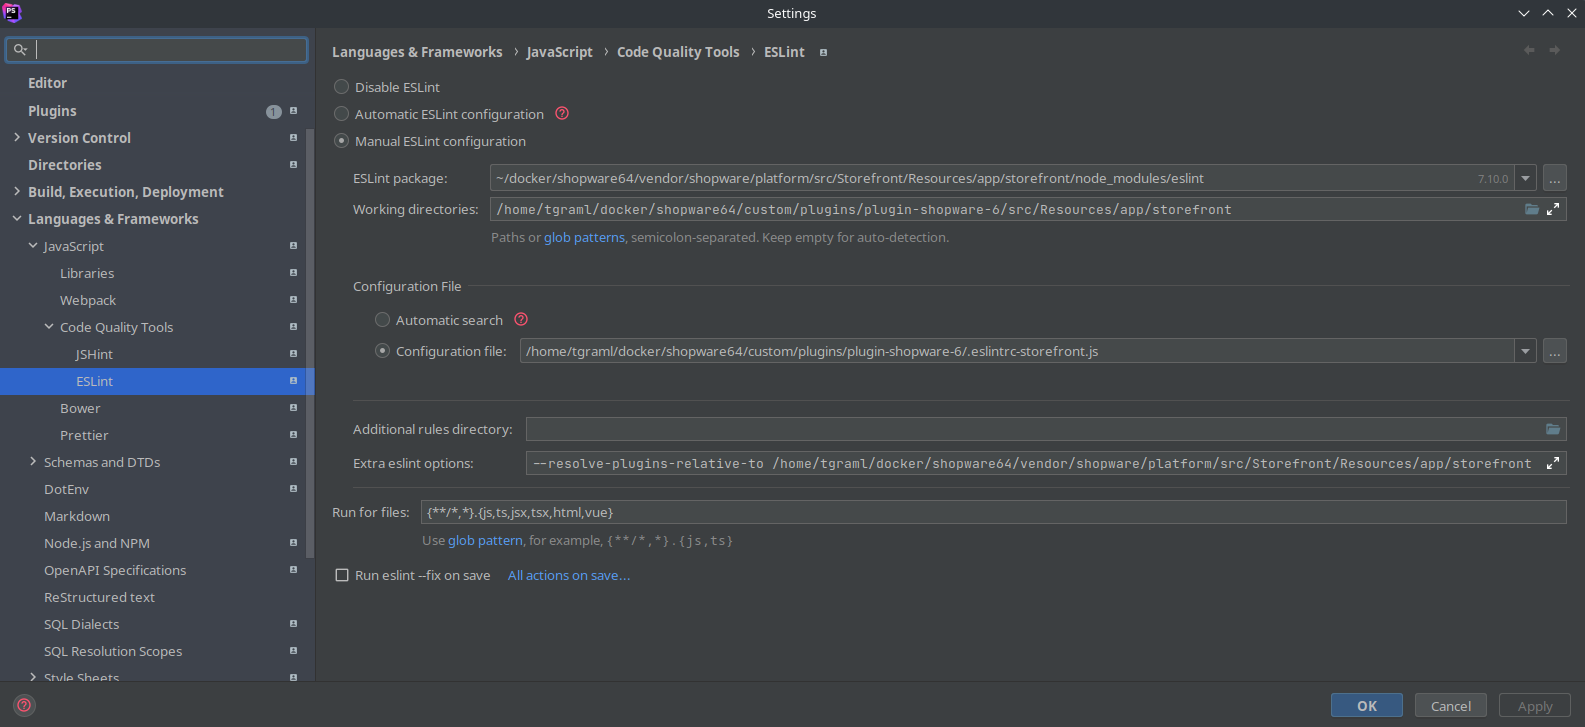 PS
Settings
Editor
Plugins 1
Version Control
Directories
Build, Execution, Deployment
Languages & Frameworks
JavaScript
Libraries
Webpack
Code Quality Tools
JSHint
ESLint
Bower
Prettier
Schemas and DTDs
DotEnv
Markdown
Node.js and NPM
OpenAPI Specifications
ReStructured text
SQL Dialects
SQL Resolution Scopes
Style Sheets
Languages & Frameworks › JavaScript › Code Quality Tools › ESLint
Disable ESLint
Automatic ESLint configuration ?
Manual ESLint configuration
ESLint package: ~/docker/shopware64/vendor/shopware/platform/src/Storefront/Resources/app/storefront/node_modules/eslint 7.10.0 ...
Working directories: /home/tgraml/docker/shopware64/custom/plugins/plugin-shopware-6/src/Resources/app/storefront
Paths or glob patterns, semicolon-separated. Keep empty for auto-detection.
Configuration File
Automatic search ?
Configuration file: /home/tgraml/docker/shopware64/custom/plugins/plugin-shopware-6/.eslintrc-storefront.js ...
Additional rules directory:
Extra eslint options: --resolve-plugins-relative-to /home/tgraml/docker/shopware64/vendor/shopware/platform/src/Storefront/Resources/app/storefront
Run for files: {**/*,*}.{js,ts,jsx,tsx,html,vue}
Use glob pattern, for example, {**/*,*}.{js,ts}
Run eslint --fix on save All actions on save...
? OK Cancel Apply